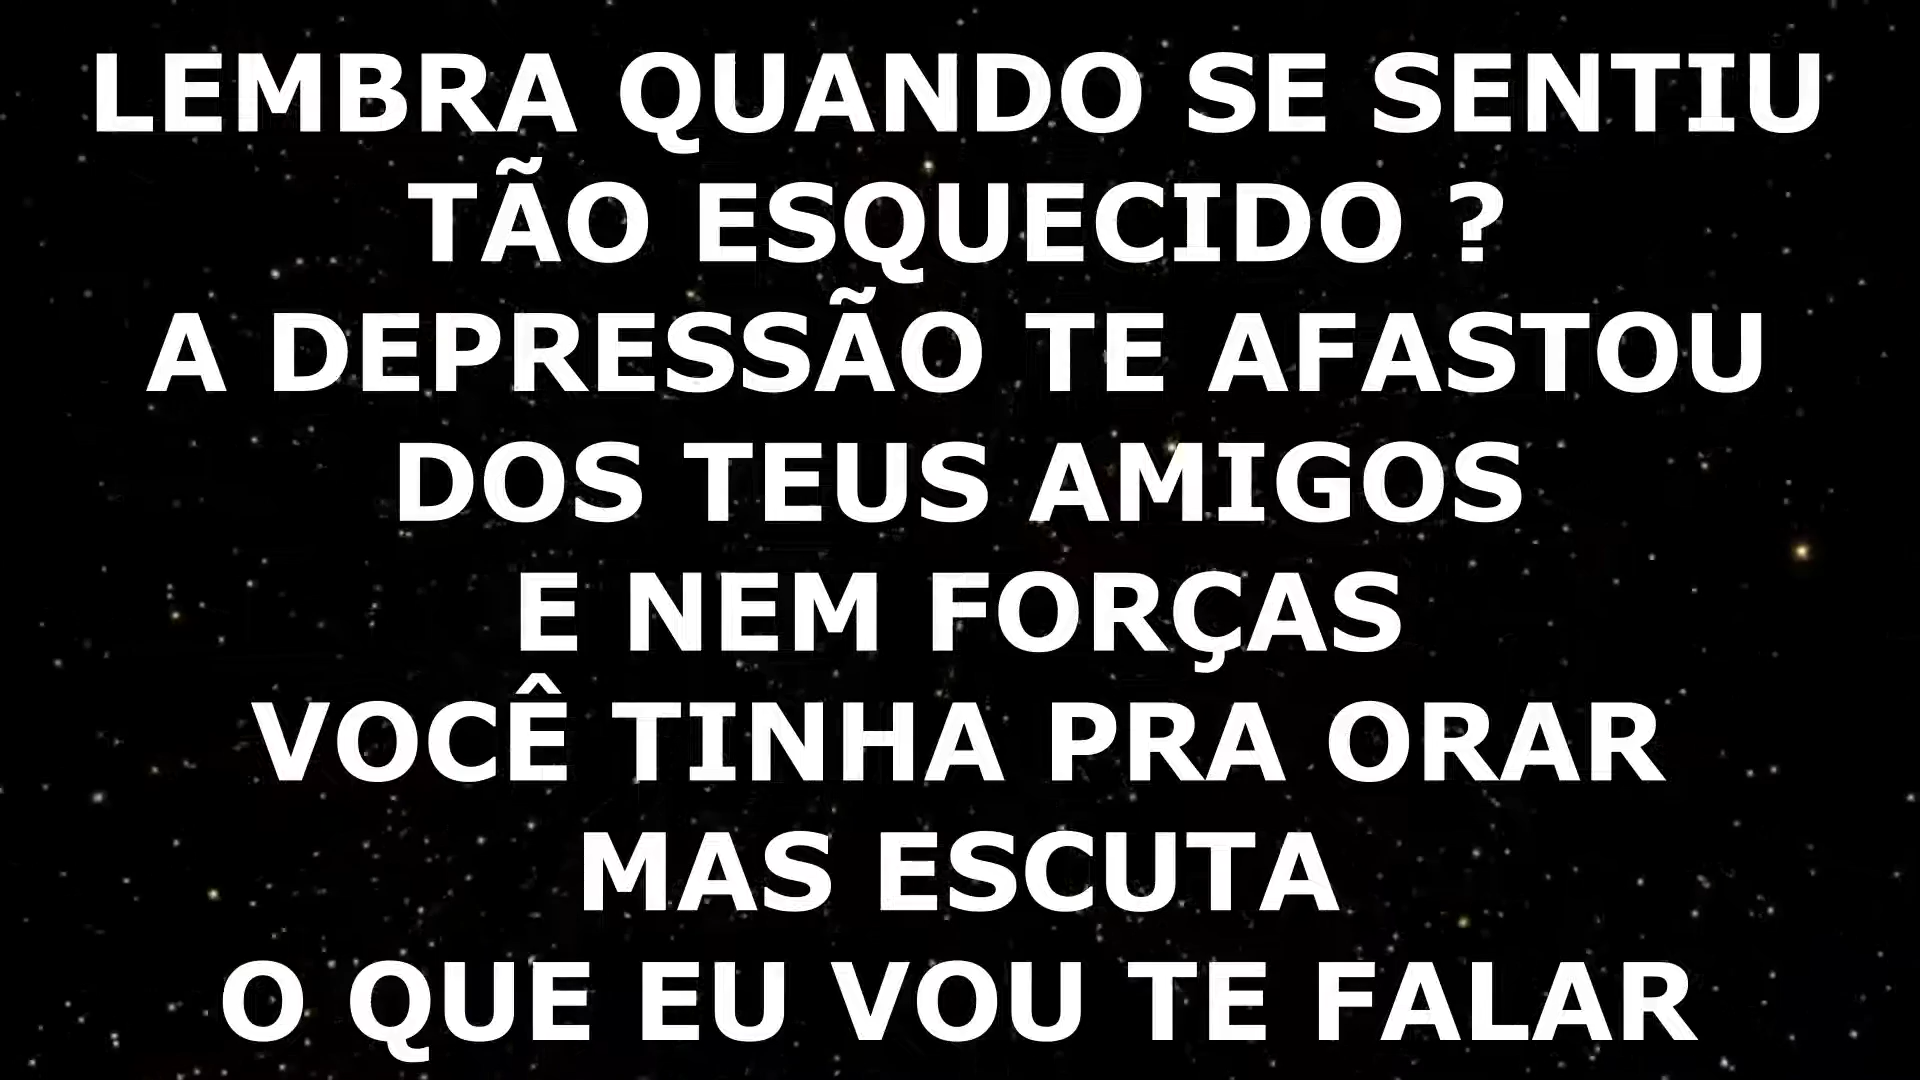 LEMBRA QUANDO SE SENTIU
TÃO ESQUECIDO ?
A DEPRESSÃO TE AFASTOU
DOS TEUS AMIGOS
E NEM FORÇAS
VOCÊ TINHA PRA ORAR
MAS ESCUTA
O QUE EU VOU TE FALAR